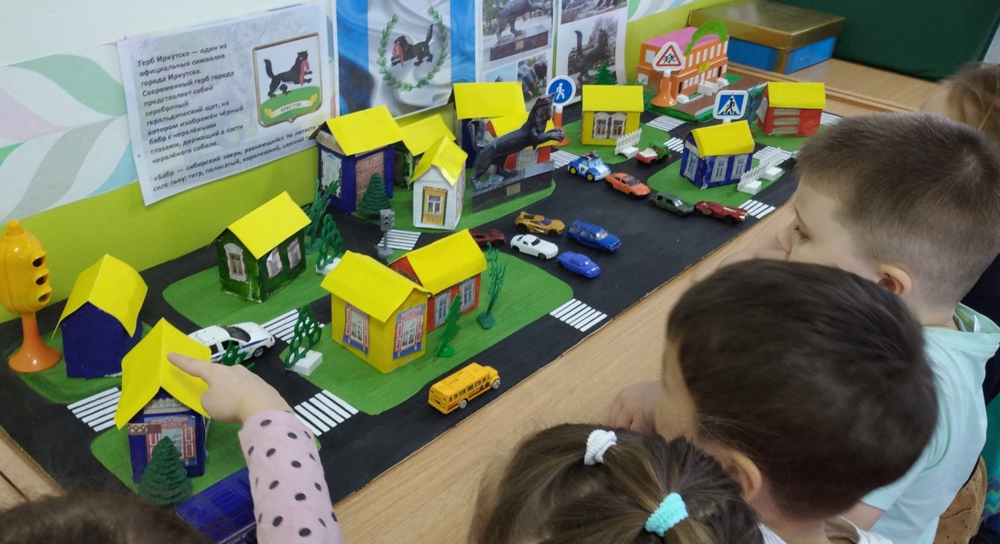 Герб Ирку́тска — один из
официальных символов
города Иркутска.
Современный герб города
представляет собой
серебряный
геральдический щит, на
котором изображён чёрный
бабр с червлёными
глазами, держащий в пасти
червлёного соболя.
«Бабр — сибирский зверь, равняющийся по лютости и
силе льву; тигр, полосатый, королевский, царский
ИРКУТСК